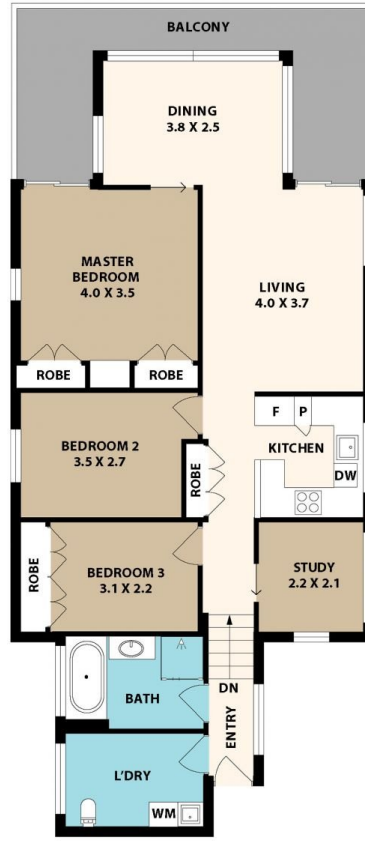 BALCONY
DINING
3.8 X 2.5
MASTER
BEDROOM
4.0 X 3.5
LIVING
4.0 X 3.7
ROBE
ROBE
F
P
KITCHEN
DW
BEDROOM 2
3.5 X 2.7
ROBE
ROBE
BEDROOM 3
3.1 X 2.2
STUDY
2.2 X 2.1
DN
BATH
ENTRY
L'DRY
WM